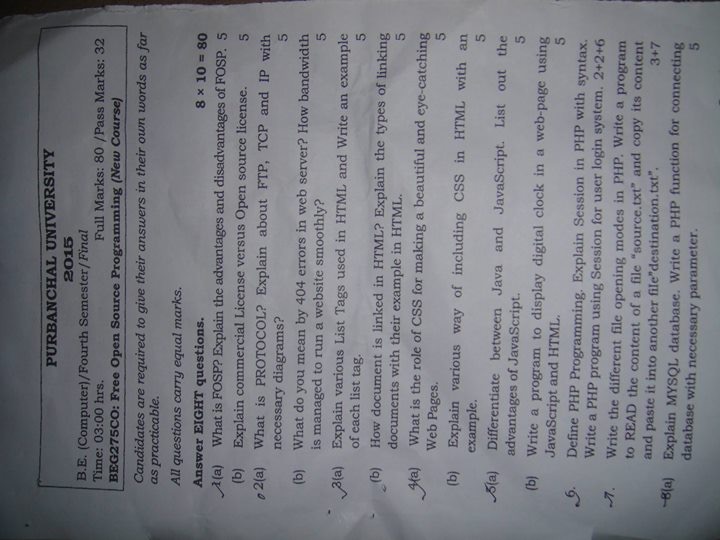 PURBANCHAL UNIVERSITY
2015
B.E. (Computer)/Fourth Semester/Final
Time: 03:00 hrs. Full Marks: 80 /Pass Marks: 32
BEG275CO: Free Open Source Programming (New Course)
Candidates are required to give their answers in their own words as far
as practicable.
All questions carry equal marks.
Answer EIGHT questions. 8 × 10 = 80
1(a) What is FOSP? Explain the advantages and disadvantages of FOSP. 5
(b) Explain commercial License versus Open source license. 5
2(a) What is PROTOCOL? Explain about FTP, TCP and IP with
necessary diagrams? 5
(b) What do you mean by 404 errors in web server? How bandwidth
is managed to run a website smoothly? 5
3(a) Explain various List Tags used in HTML and Write an example
of each list tag. 5
(b) How document is linked in HTML? Explain the types of linking
documents with their example in HTML. 5
4(a) What is the role of CSS for making a beautiful and eye-catching
Web Pages. 5
(b) Explain various way of including CSS in HTML with an
example. 5
5(a) Differentiate between Java and JavaScript. List out the
advantages of JavaScript. 5
(b) Write a program to display digital clock in a web-page using
JavaScript and HTML. 5
6. Define PHP Programming. Explain Session in PHP with syntax.
Write a PHP program using Session for user login system. 2+2+6
7. Write the different file opening modes in PHP. Write a program
to READ the content of a file "source.txt" and copy its content
and paste it into another file"destination.txt". 3+7
8(a) Explain MYSQL database. Write a PHP function for connecting
database with necessary parameter. 5